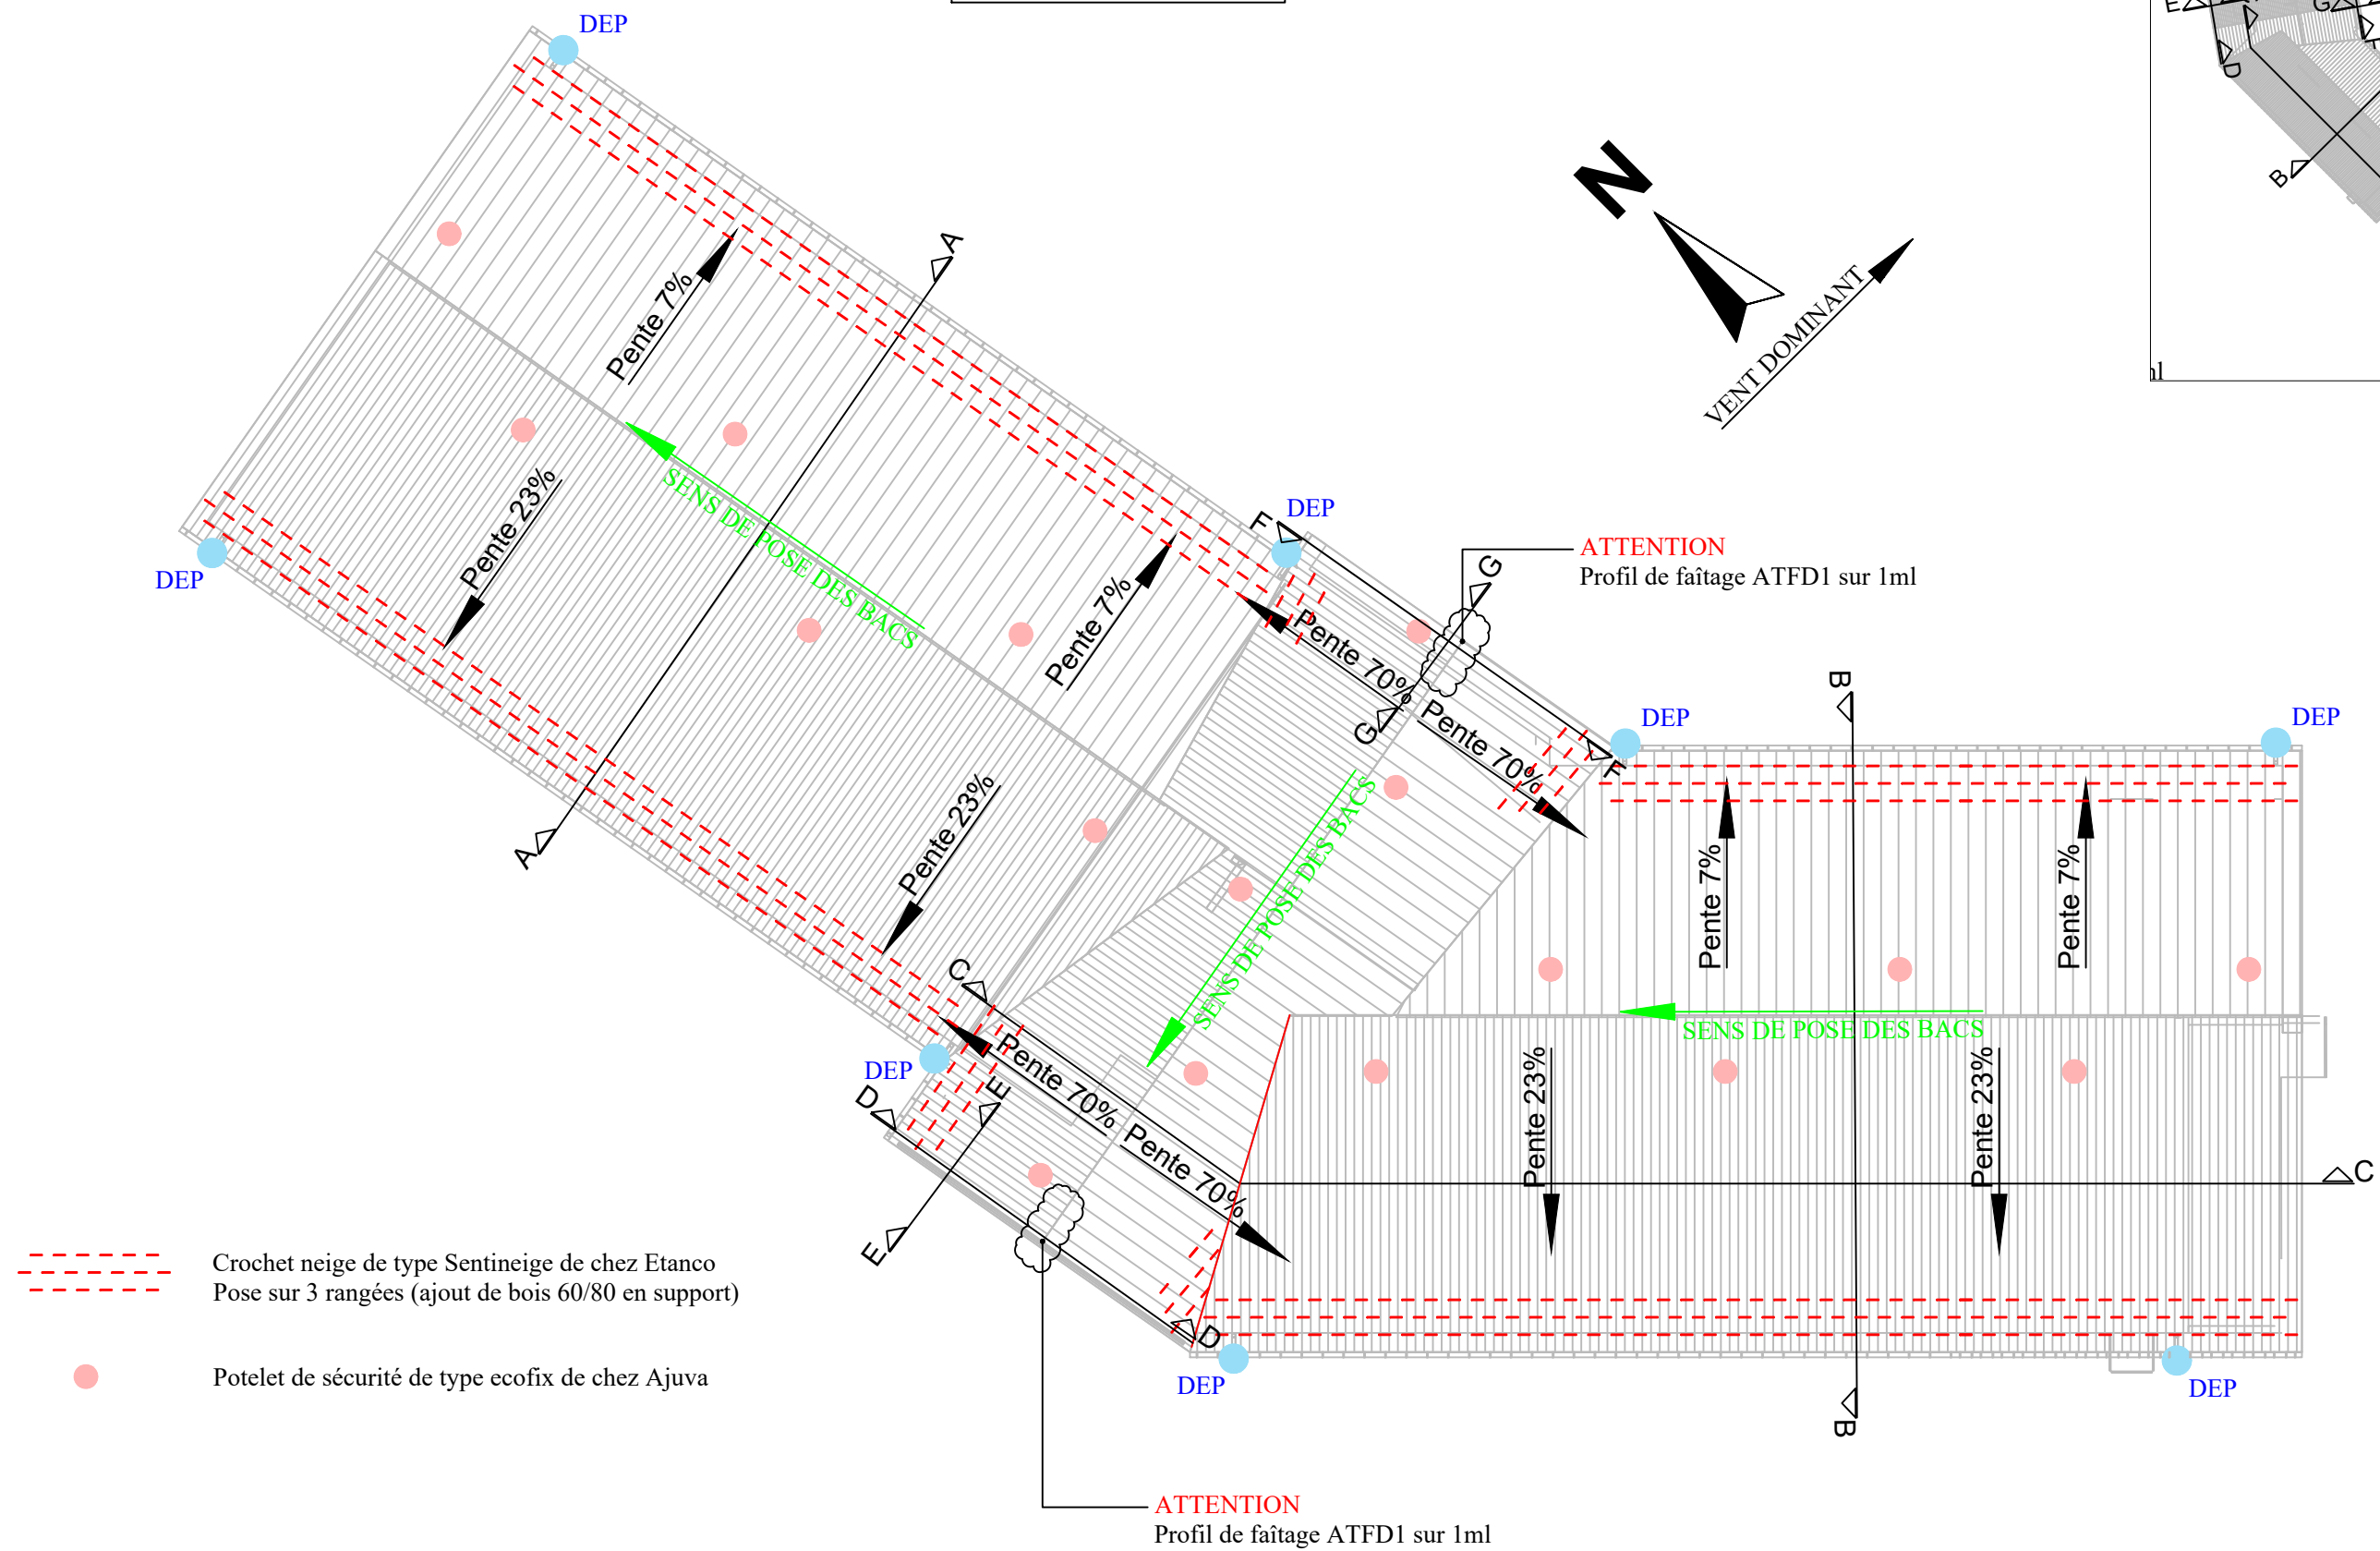 DEP
E
G
D
B
N
VENT DOMINANT
A
Pente 7%
SENS DE POSE DES BACS
Pente 23%
DEP
DEP
F
G
ATTENTION
Profil de faîtage ATFD1 sur 1ml
Pente 7%
Pente 70%
G
Pente 70%
F
DEP
B
DEP
A
Pente 23%
SENS DE POSE DES BACS
Pente 7%
Pente 7%
SENS DE POSE DES BACS
C
Pente 70%
E
DEP
D
Pente 70%
E
Pente 23%
Pente 23%
C
D
DEP
DEP
B
Crochet neige de type Sentineige de chez Etanco
Pose sur 3 rangées (ajout de bois 60/80 en support)
Potelet de sécurité de type ecofix de chez Ajuva
ATTENTION
Profil de faîtage ATFD1 sur 1ml